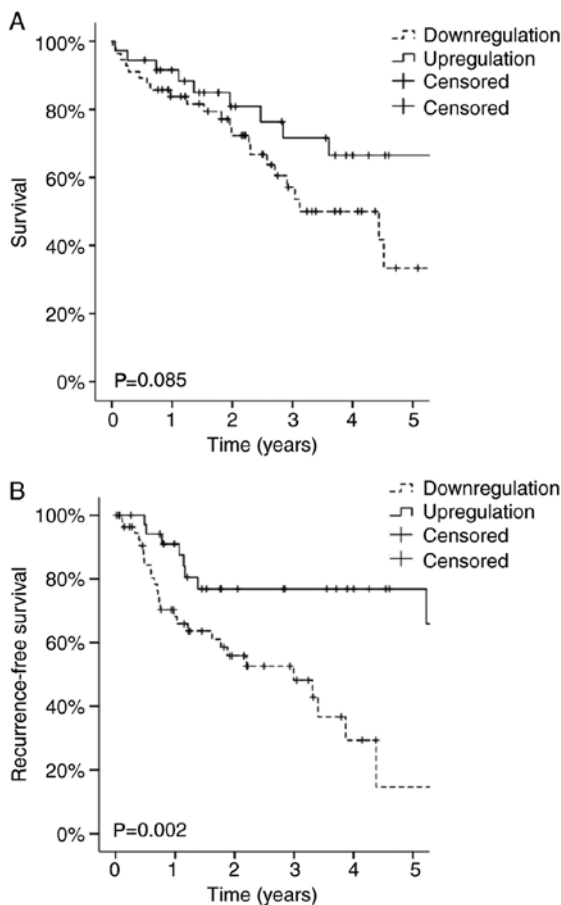 A
Downregulation
Upregulation
Censored
Censored
100%
80%
60%
40%
20%
0%
Survival
P=0.085
0 1 2 3 4 5
Time (years)
B
Downregulation
Upregulation
Censored
Censored
100%
80%
60%
40%
20%
0%
Recurrence-free survival
P=0.002
0 1 2 3 4 5
Time (years)